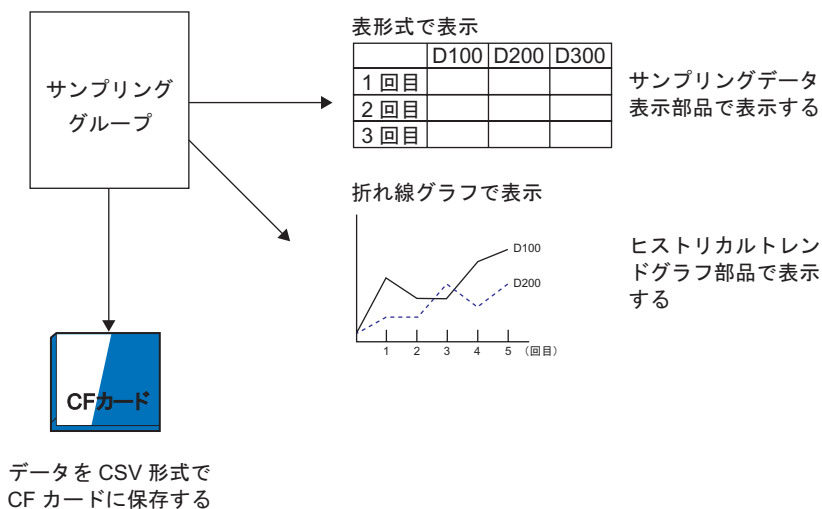 表形式で表示
D100 D200 D300
1 回目
2 回目
3 回目
サンプリング
グループ
サンプリングデータ
表示部品で表示する
折れ線グラフで表示
D100
D200
1 2 3 4 5 (回目)
ヒストリカルトレン
ドグラフ部品で表示
する
CFカード
データを CSV 形式で
CF カードに保存する